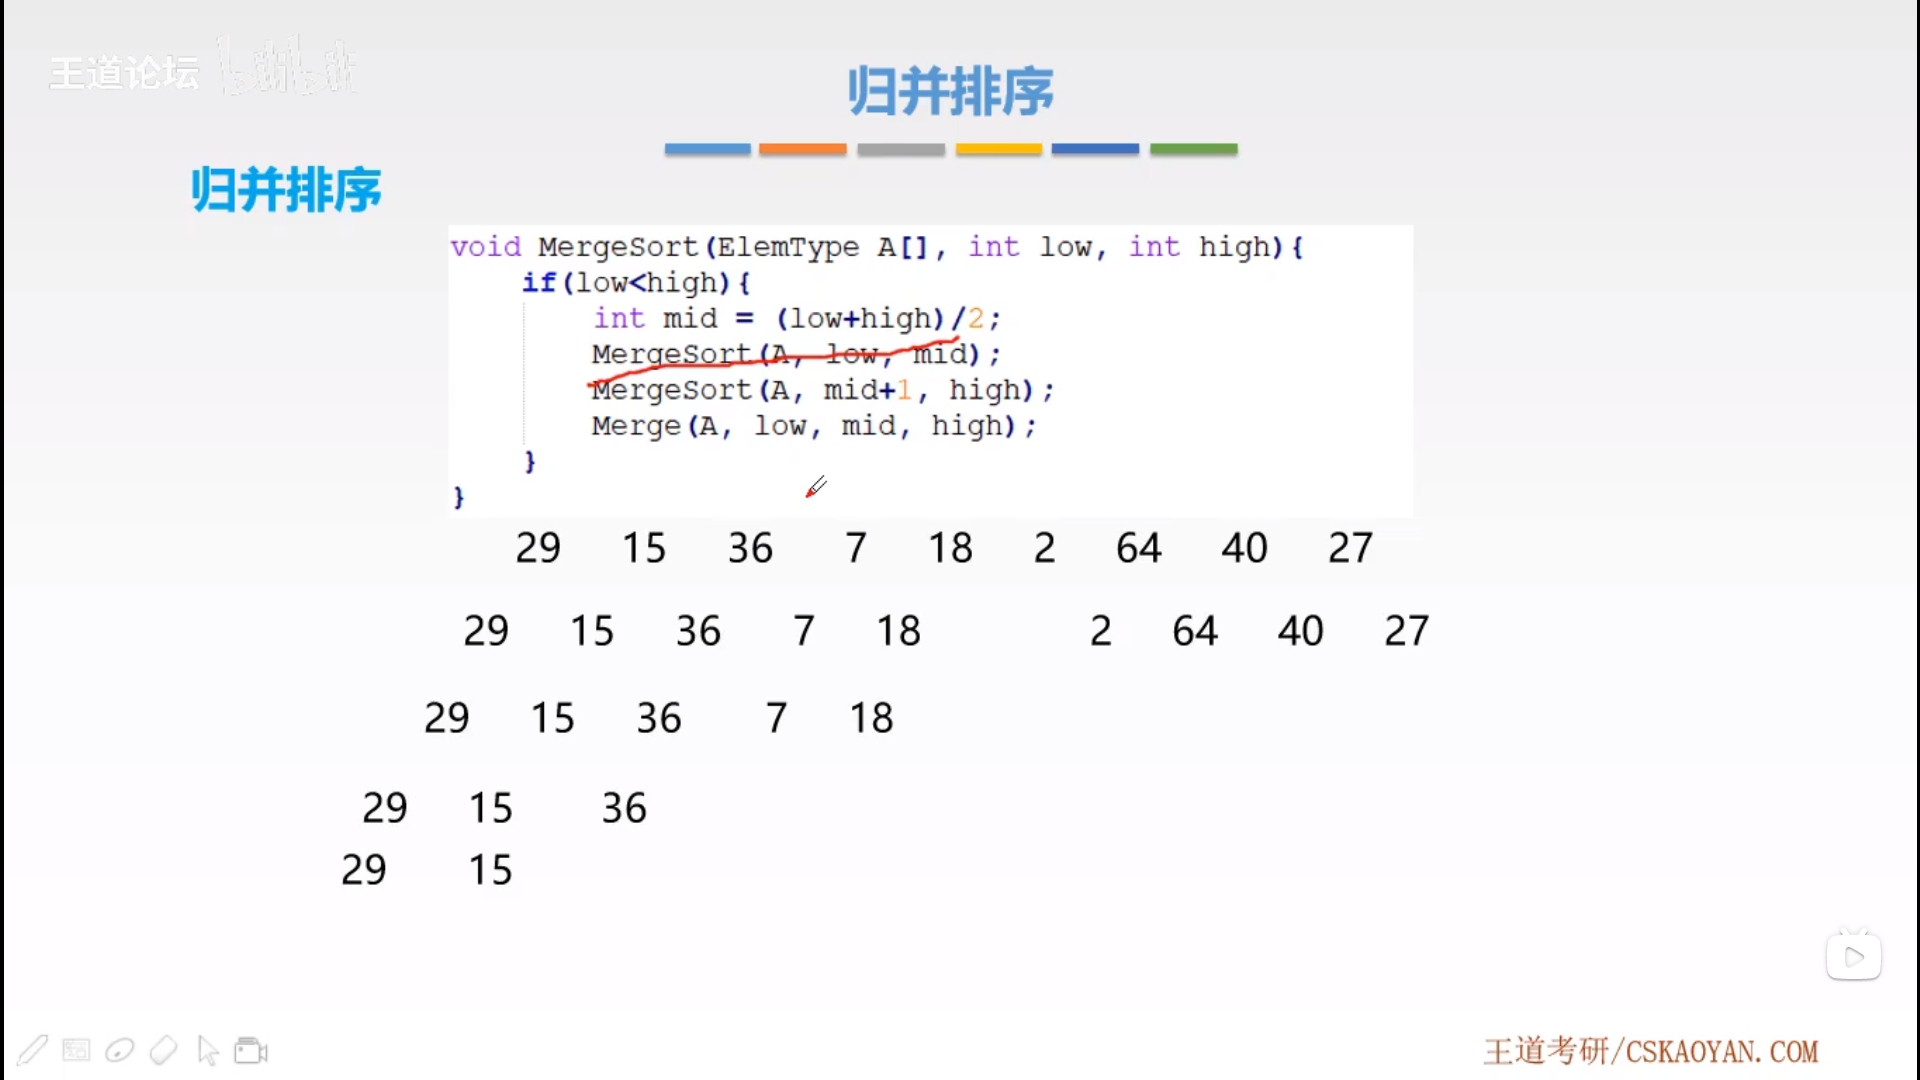 王道论坛 bilibili
归并排序
归并排序
void MergeSort(ElemType A[], int low, int high){
if(low<high){
int mid = (low+high)/2;
MergeSort(A, low, mid);
MergeSort(A, mid+1, high);
Merge(A, low, mid, high);
}
}
29 15 36 7 18 2 64 40 27
29 15 36 7 18 2 64 40 27
29 15 36 7 18
29 15 36
29 15
王道考研/CSKAOYAN.COM